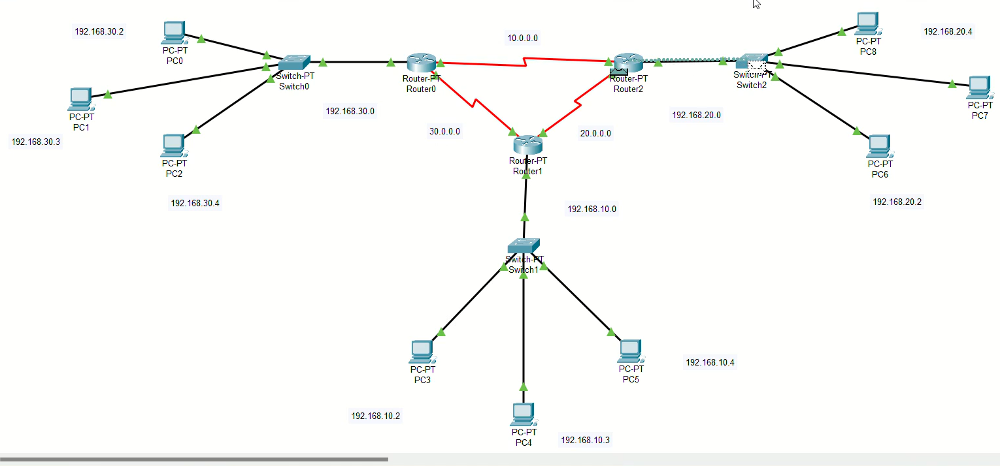 192.168.30.2
PC-PT
PC0
10.0.0.0
PC-PT
PC8
192.168.20.4
Switch-PT
Switch0
Router-PT
Router0
Router-PT
Router2
Switch-PT
Switch2
PC-PT
PC1
192.168.30.0
192.168.20.0
PC-PT
PC7
192.168.30.3
30.0.0.0
20.0.0.0
PC-PT
PC2
Router-PT
Router1
PC-PT
PC6
192.168.30.4
192.168.10.0
192.168.20.2
Switch-PT
Switch1
PC-PT
PC3
PC-PT
PC5
192.168.10.4
192.168.10.2
PC-PT
PC4
192.168.10.3